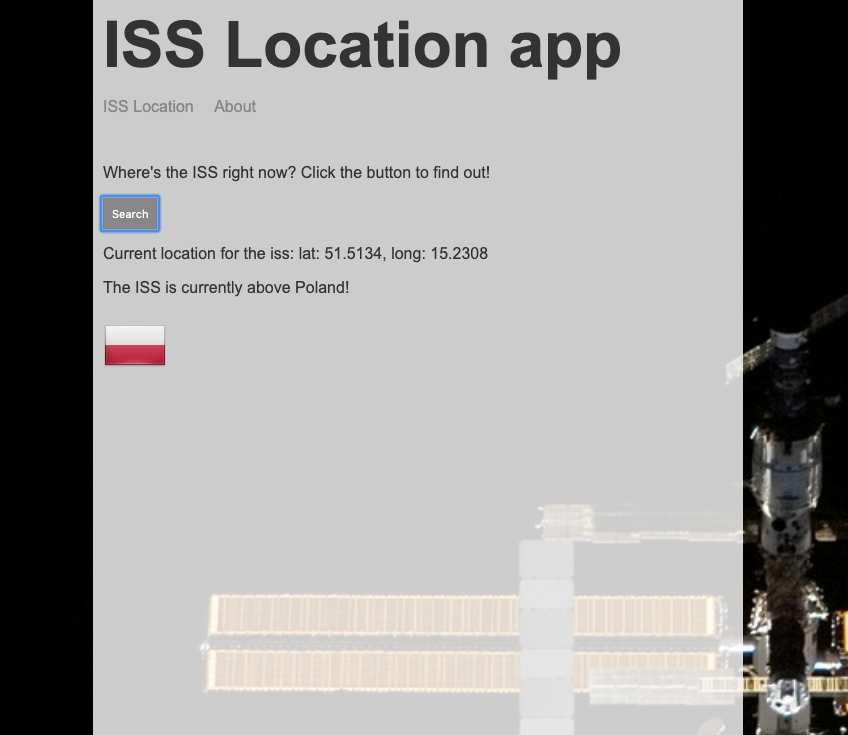 ISS Location app
ISS Location About
Where's the ISS right now? Click the button to find out!
Search
Current location for the iss: lat: 51.5134, long: 15.2308
The ISS is currently above Poland!